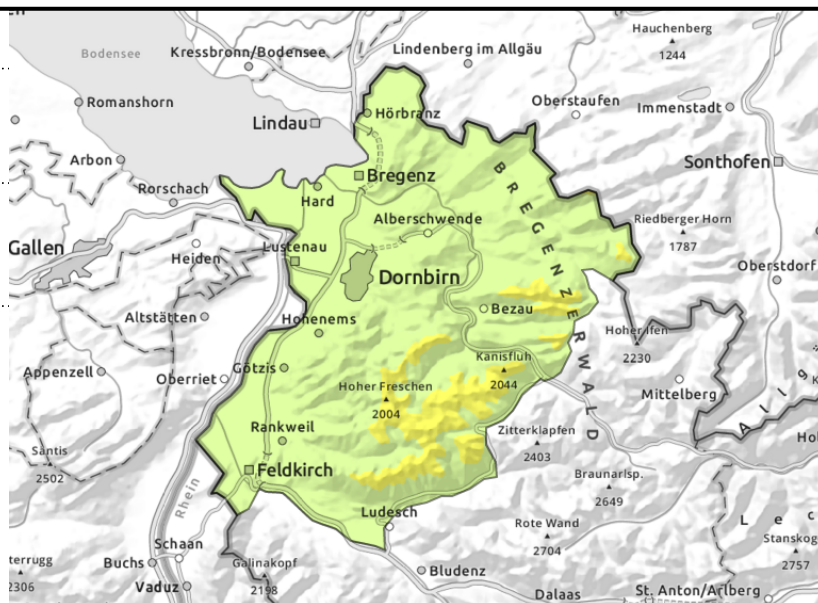 Bodensee
Kressbronn/Bodensee
Lindenberg im Allgäu
Hauchenberg
1244
Romanshorn
Lindau
Hörbranz
Oberstaufen
Immenstadt
Arbon
Bregenz
Sonthofen
Rorschach
Hard
Alberschwende
BREGENZERWALD
Riedberger Horn
1787
Gallen
Heiden
Lustenau
Dornbirn
Oberstdorf
Altstätten
Hohenems
Bezau
Hoher Ifen
2230
Appenzell
Oberriet
Götzis
Kanisfluh
2044
Mittelberg
Hoher Freschen
2004
Allg
Säntis
2502
Rankweil
Zitterklapfen
2403
Feldkirch
Braunarlsp.
2649
Rhein
Ludesch
Rote Wand
2704
Lec
Stanskog
2757
Schaan
Buchs
Galinakopf
2198
terrugg
2306
Vaduz
Bludenz
Dalaas
St. Anton/Arlberg